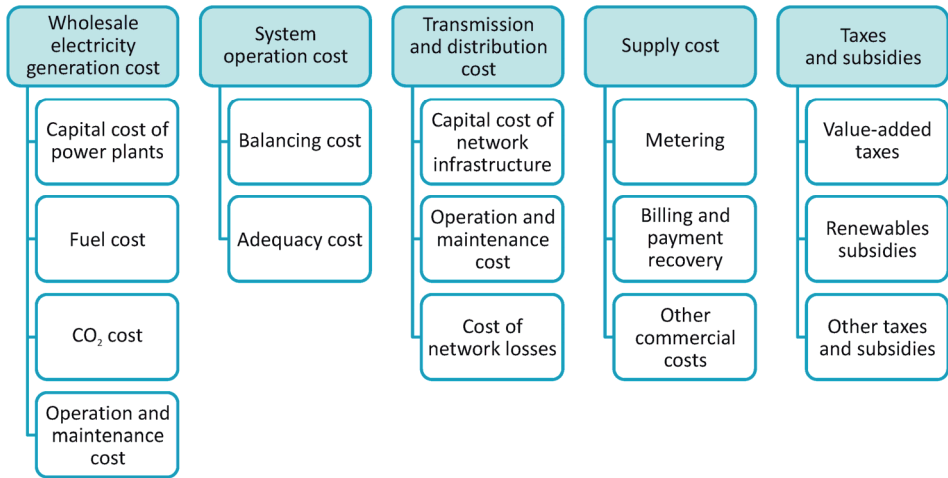 Wholesale
electricity
generation cost
Capital cost of
power plants
Fuel cost
CO₂ cost
Operation and
maintenance
cost
System
operation cost
Balancing cost
Adequacy cost
Transmission
and distribution
cost
Capital cost of
network
infrastructure
Operation and
maintenance
cost
Cost of
network losses
Supply cost
Metering
Billing and
payment
recovery
Other
commercial
costs
Taxes
and subsidies
Value-added
taxes
Renewables
subsidies
Other taxes
and subsidies